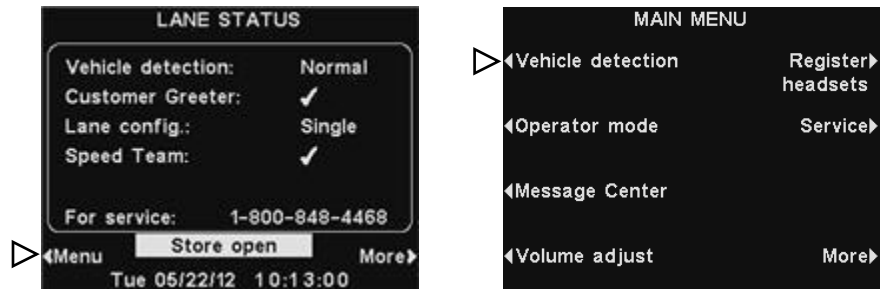 LANE STATUS
Vehicle detection: Normal
Customer Greeter: ✓
Lane config.: Single
Speed Team: ✓
For service: 1-800-848-4468
Store open
Menu More
Tue 05/22/12 10:13:00
MAIN MENU
Vehicle detection Register
headsets
Operator mode Service
Message Center
Volume adjust More